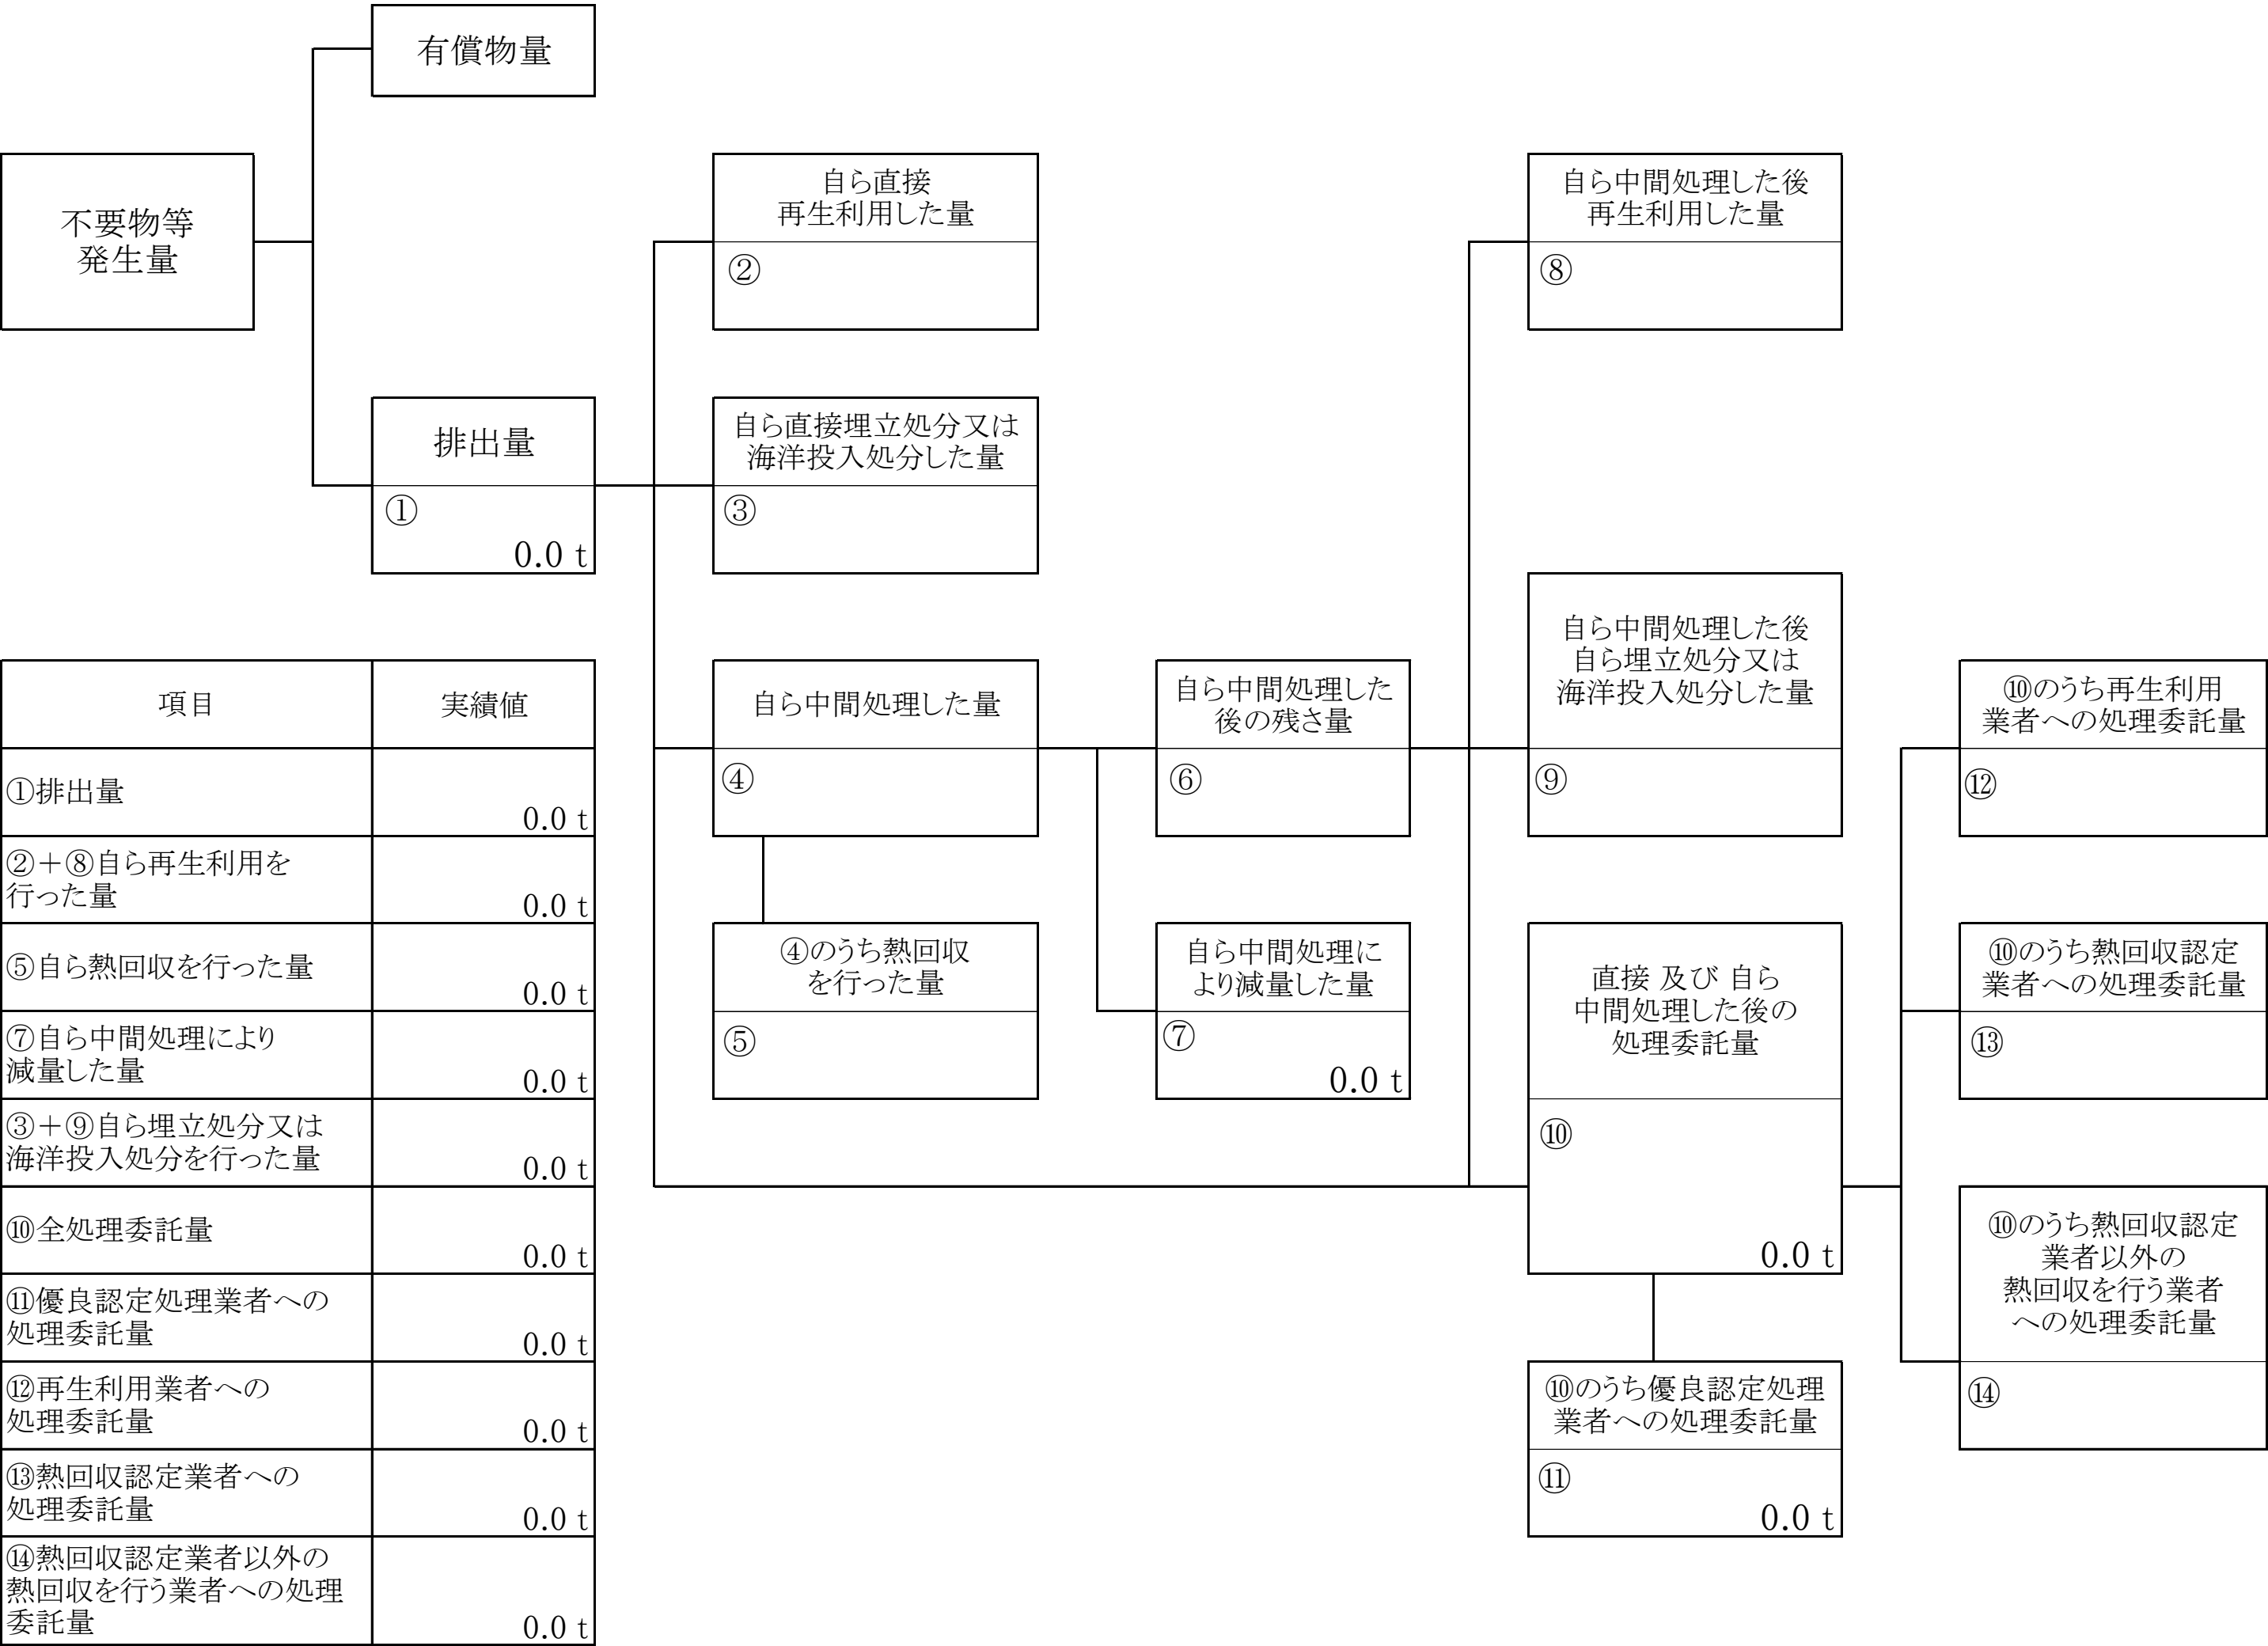 有償物量
不要物等
発生量
自ら直接
再生利用した量
②
自ら中間処理した後
再生利用した量
⑧
排出量
①
0.0 t
自ら直接埋立処分又は
海洋投入処分した量
③
自ら中間処理した量
④
自ら中間処理した
後の残さ量
⑥
自ら中間処理した後
自ら埋立処分又は
海洋投入処分した量
⑨
⑩のうち再生利用
業者への処理委託量
⑫
④のうち熱回収
を行った量
⑤
自ら中間処理に
より減量した量
⑦
0.0 t
直接 及び 自ら
中間処理した後の
処理委託量
⑩
0.0 t
⑩のうち熱回収認定
業者への処理委託量
⑬
⑩のうち熱回収認定
業者以外の
熱回収を行う業者
への処理委託量
⑭
⑩のうち優良認定処理
業者への処理委託量
⑪
0.0 t
項目
実績値
①排出量
0.0 t
②＋⑧自ら再生利用を
行った量
0.0 t
⑤自ら熱回収を行った量
0.0 t
⑦自ら中間処理により
減量した量
0.0 t
③＋⑨自ら埋立処分又は
海洋投入処分を行った量
0.0 t
⑩全処理委託量
0.0 t
⑪優良認定処理業者への
処理委託量
0.0 t
⑫再生利用業者への
処理委託量
0.0 t
⑬熱回収認定業者への
処理委託量
0.0 t
⑭熱回収認定業者以外の
熱回収を行う業者への処理
委託量
0.0 t